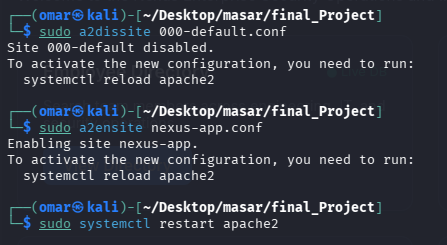 ┌──(omar㉿kali)-[~/Desktop/masar/final_Project]
└─$ sudo a2dissite 000-default.conf
Site 000-default disabled.
To activate the new configuration, you need to run:
  systemctl reload apache2
┌──(omar㉿kali)-[~/Desktop/masar/final_Project]
└─$ sudo a2ensite nexus-app.conf
Enabling site nexus-app.
To activate the new configuration, you need to run:
  systemctl reload apache2
┌──(omar㉿kali)-[~/Desktop/masar/final_Project]
└─$ sudo systemctl restart apache2